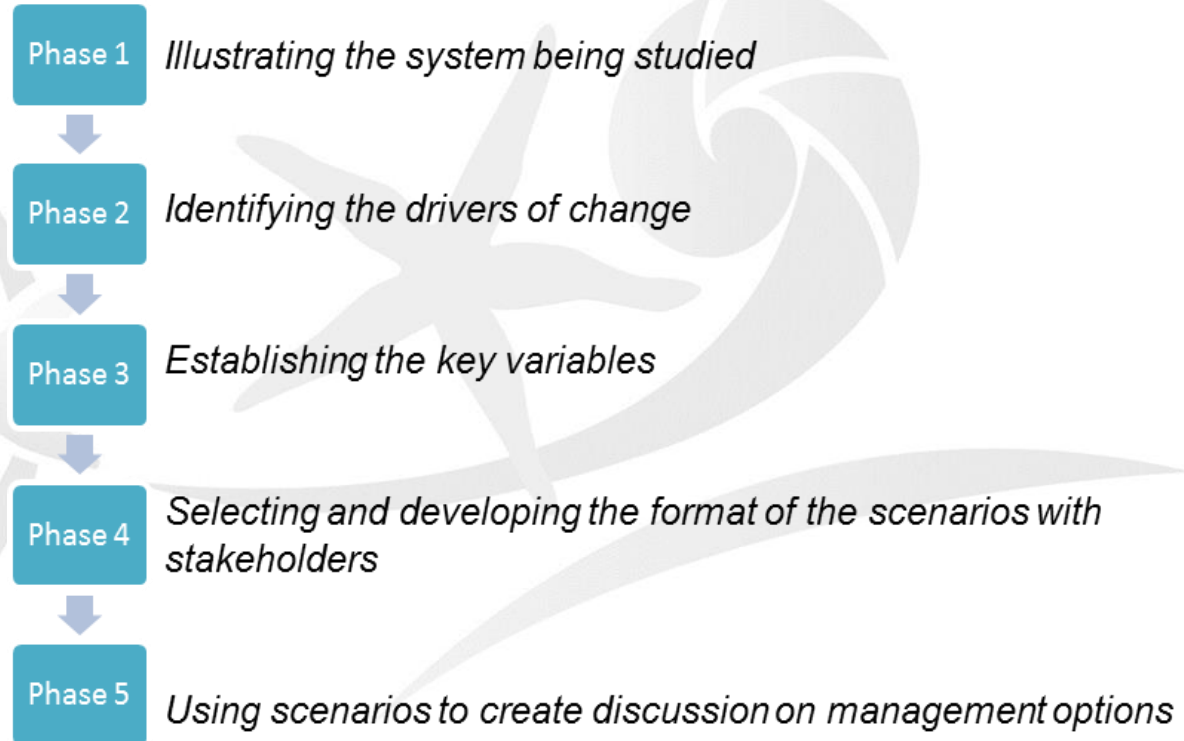 Phase 1
Illustrating the system being studied
Phase 2
Identifying the drivers of change
Phase 3
Establishing the key variables
Phase 4
Selecting and developing the format of the scenarios with
stakeholders
Phase 5
Using scenarios to create discussion on management options